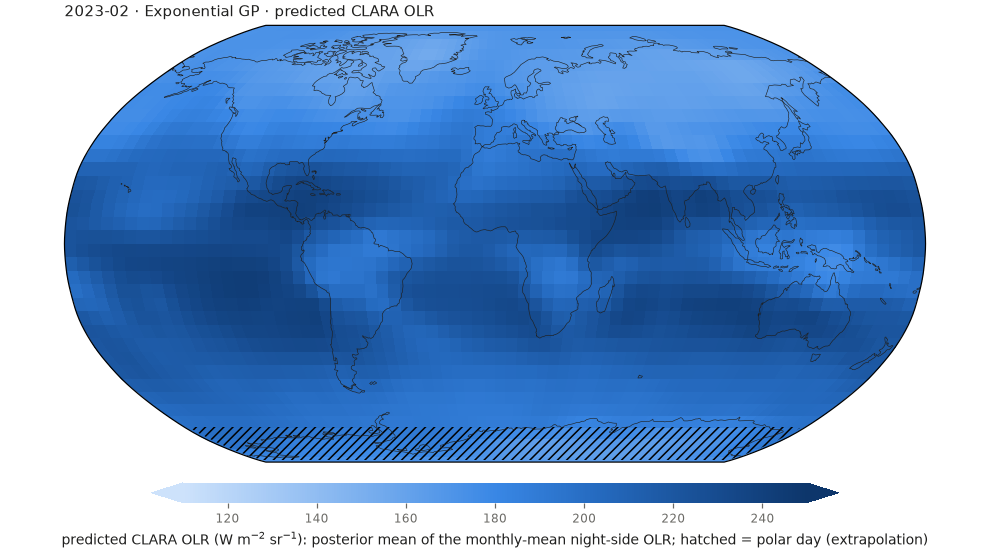 2023-02 · Exponential GP · predicted CLARA OLR
120 140 160 180 200 220 240
predicted CLARA OLR (W m⁻² sr⁻¹): posterior mean of the monthly-mean night-side OLR; hatched = polar day (extrapolation)